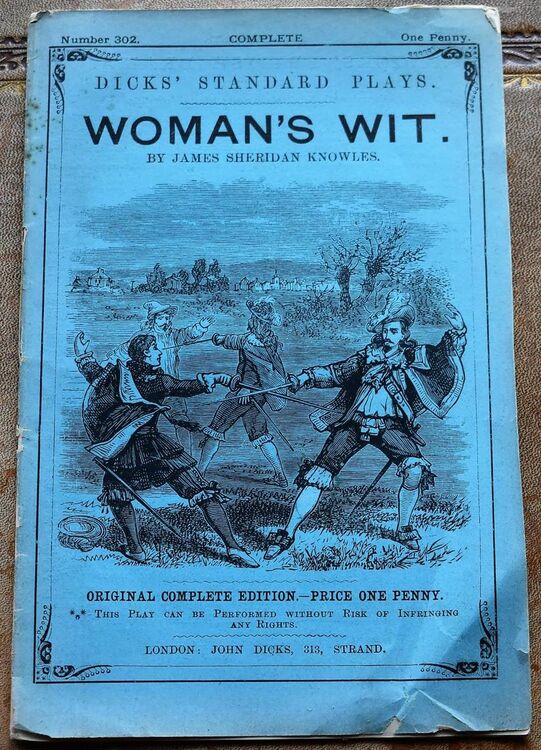 Number 302. COMPLETE One Penny.
DICKS' STANDARD PLAYS.
WOMAN'S WIT.
BY JAMES SHERIDAN KNOWLES.
ORIGINAL COMPLETE EDITION.—PRICE ONE PENNY.
*** THIS PLAY CAN BE PERFORMED WITHOUT RISK OF INFRINGING
ANY RIGHTS.
LONDON: JOHN DICKS, 313, STRAND.